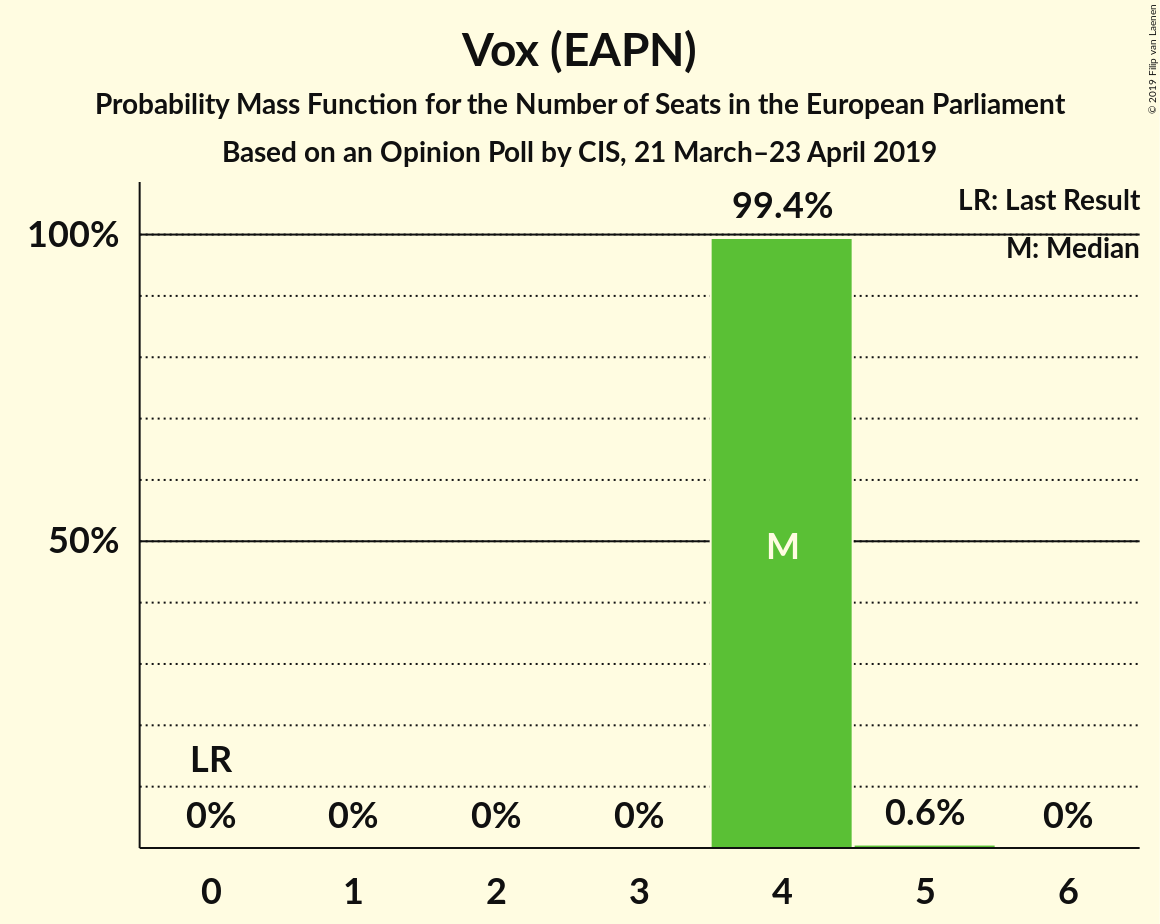 Vox (EAPN)
Probability Mass Function for the Number of Seats in the European Parliament
Based on an Opinion Poll by CIS, 21 March–23 April 2019
© 2019 Filip van Laenen
LR: Last Result
M: Median
99.4%
100%
50%
M
LR
0%
0%
0%
0%
0.6%
0%
0
1
2
3
4
5
6